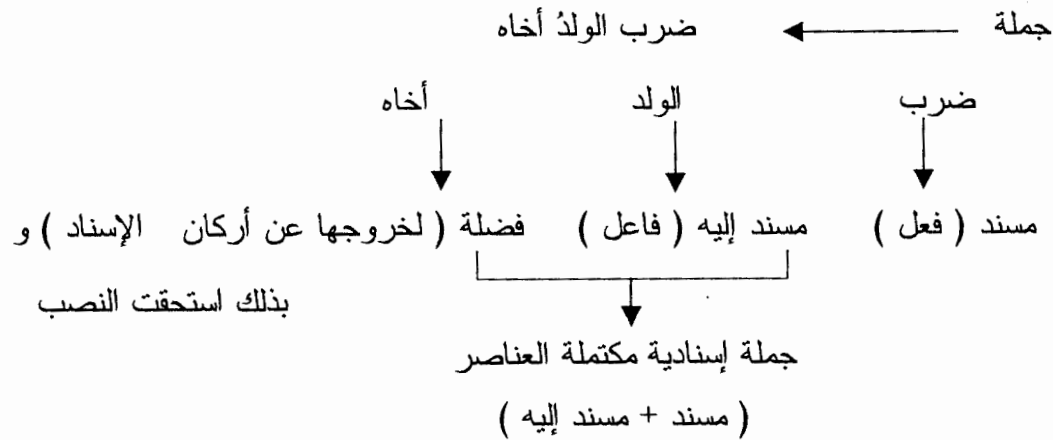 جملة ضرب الولدُ أخاه
ضرب الولد أخاه
مسند ( فعل ) مسند إليه ( فاعل ) فضلة ( لخروجها عن أركان الإسناد ) و
بذلك استحقت النصب
جملة إسنادية مكتملة العناصر
( مسند + مسند إليه )